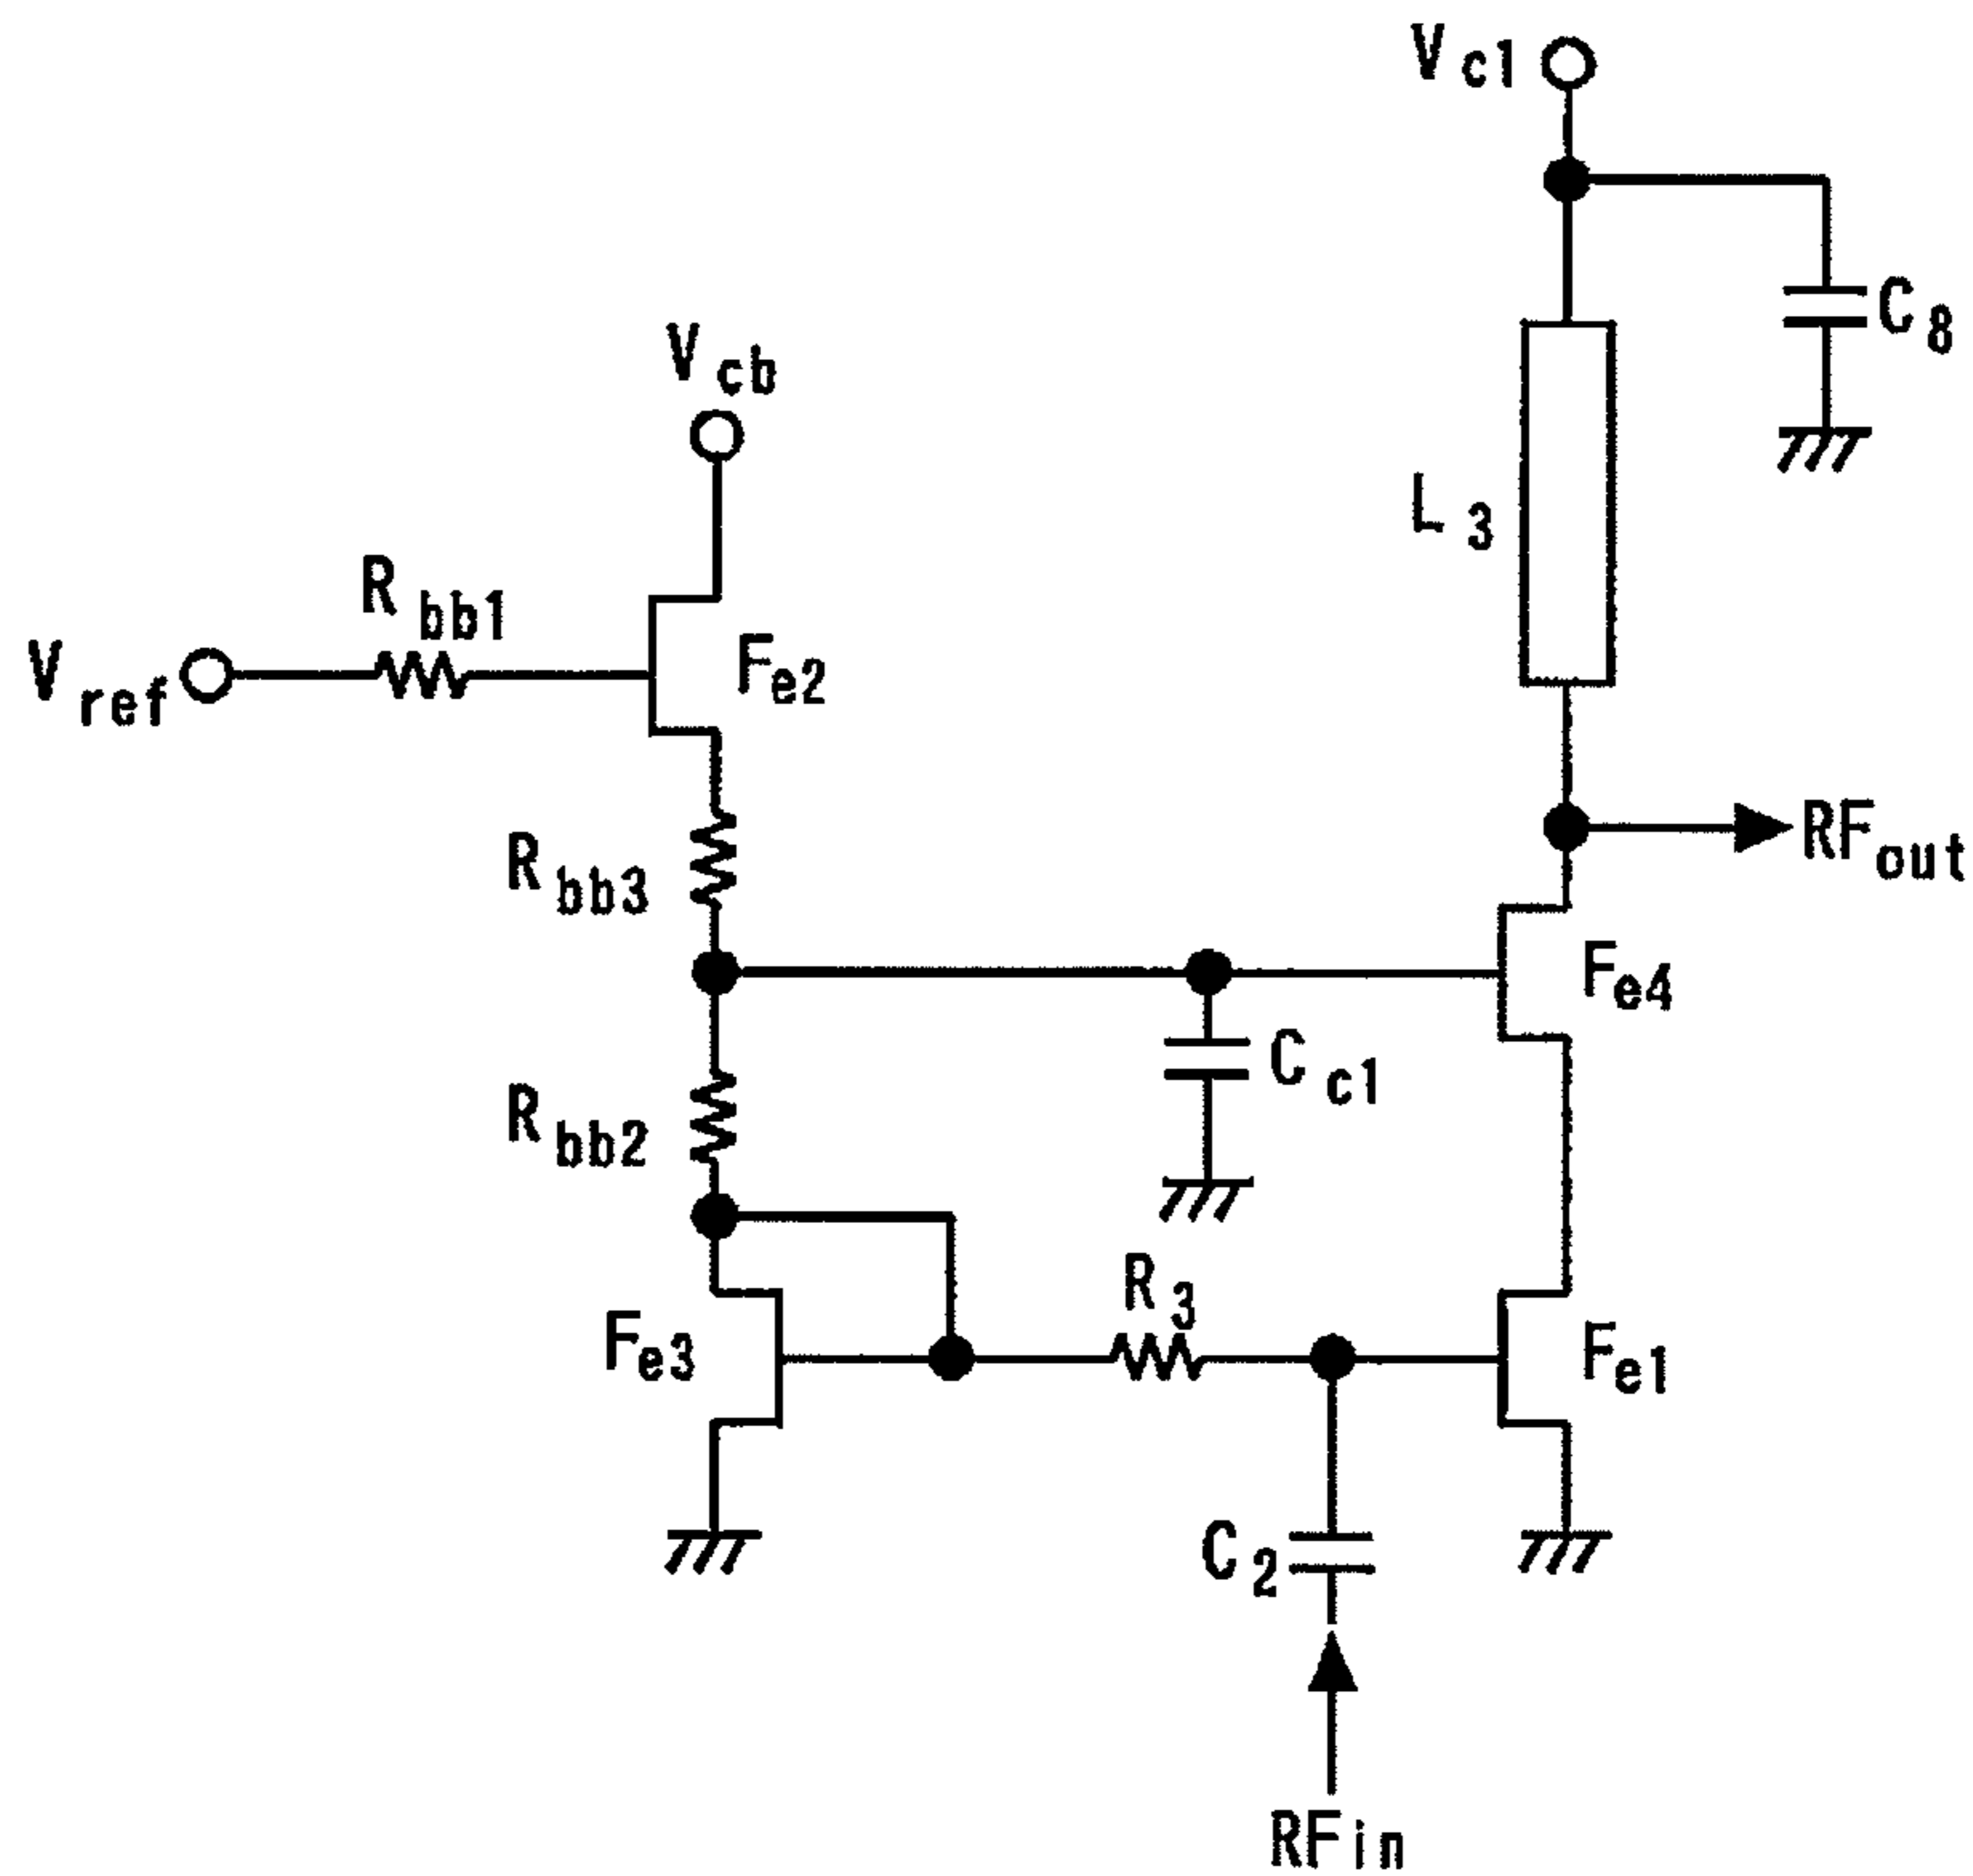 Vc1
C8
Vcb
L3
Rbb1
Vref
Fe2
RFout
Rbb3
Fe4
Cc1
Rbb2
R3
Fe3
Fe1
C2
RFin